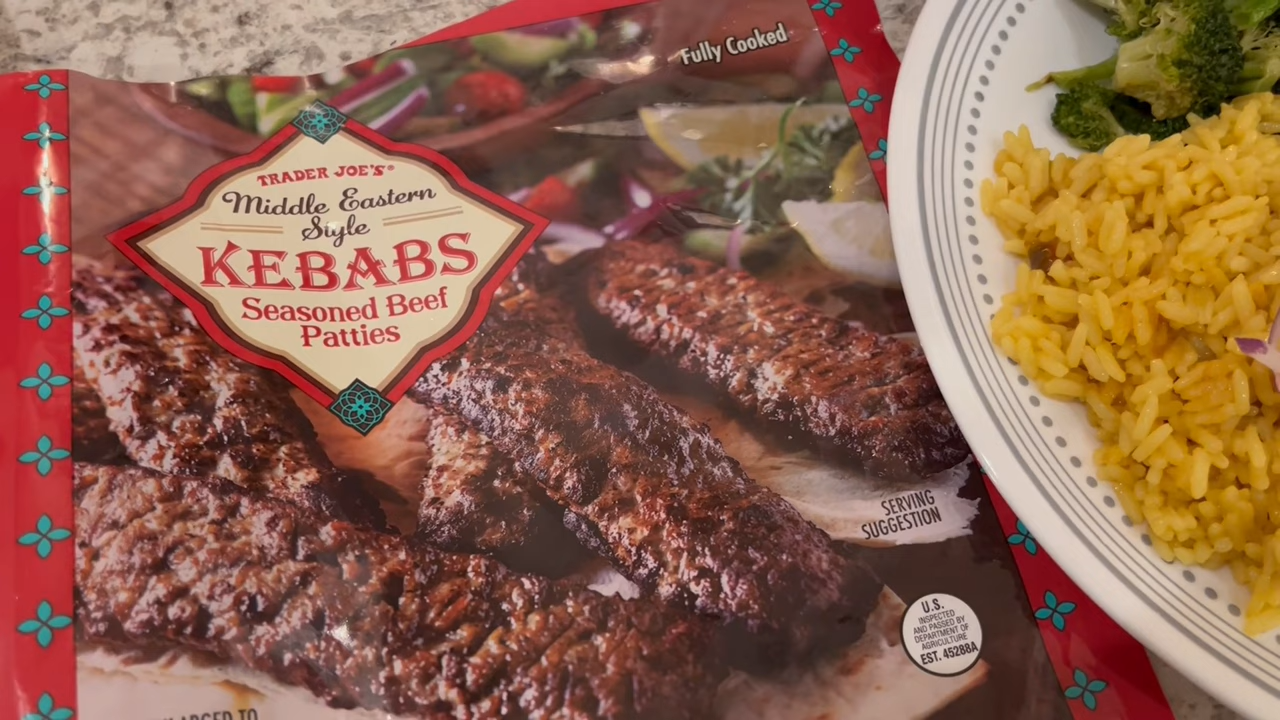 Fully Cooked
TRADER JOE'S®
Middle Eastern
Style
KEBABS
Seasoned Beef
Patties
SERVING
SUGGESTION
U.S.
INSPECTED
AND PASSED BY
DEPARTMENT OF
AGRICULTURE
EST. 45288A
TO